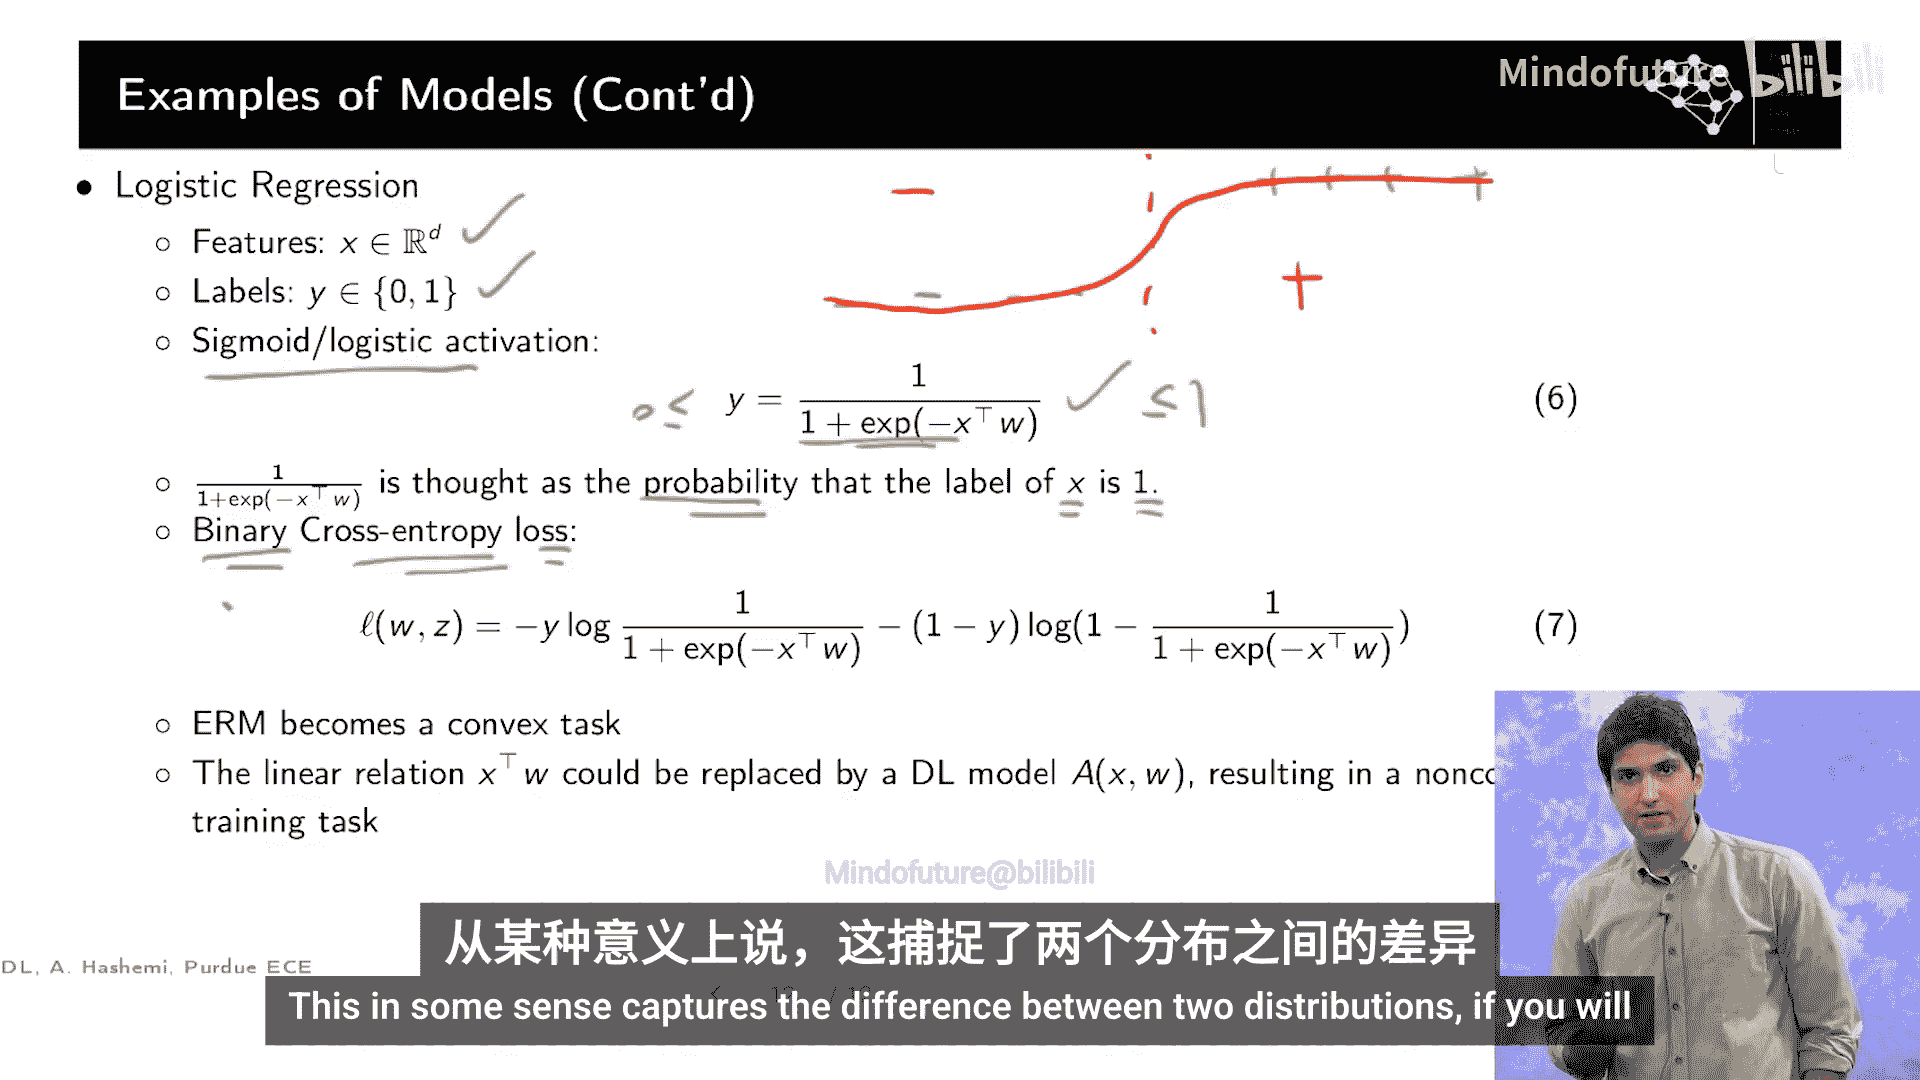 Examples of Models (Cont'd)
Mindofuture
bilibili
• Logistic Regression
○ Features: x ∈ ℝ^d ✓
○ Labels: y ∈ {0, 1} ✓
○ Sigmoid/logistic activation:
−
+
0 ≤ y = 1 / (1 + exp(−x^⊤ w)) ✓ ≤ 1 (6)
○ 1 / (1+exp(−x^⊤ w)) is thought as the probability that the label of x is 1.
○ Binary Cross-entropy loss:
ℓ(w, z) = −y log 1 / (1 + exp(−x^⊤ w)) − (1 − y) log(1 − 1 / (1 + exp(−x^⊤ w))) (7)
○ ERM becomes a convex task
○ The linear relation x^⊤ w could be replaced by a DL model A(x, w), resulting in a nonco
training task
Mindofuture@bilibili
从某种意义上说，这捕捉了两个分布之间的差异
DL, A. Hashemi, Purdue ECE
This in some sense captures the difference between two distributions, if you will